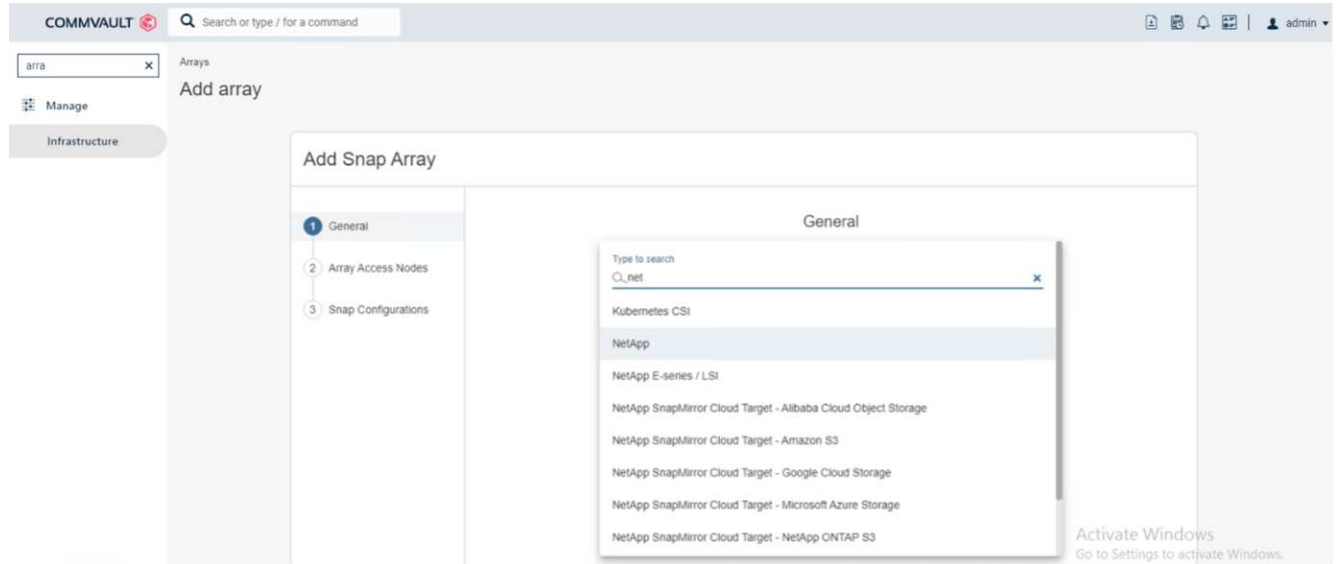 COMMVAULT
Search or type / for a command
admin
arra
Manage
Infrastructure
Arrays
Add array
Add Snap Array
1 General
2 Array Access Nodes
3 Snap Configurations
General
Type to search
net
Kubernetes CSI
NetApp
NetApp E-series / LSI
NetApp SnapMirror Cloud Target - Alibaba Cloud Object Storage
NetApp SnapMirror Cloud Target - Amazon S3
NetApp SnapMirror Cloud Target - Google Cloud Storage
NetApp SnapMirror Cloud Target - Microsoft Azure Storage
NetApp SnapMirror Cloud Target - NetApp ONTAP S3
Activate Windows
Go to Settings to activate Windows.